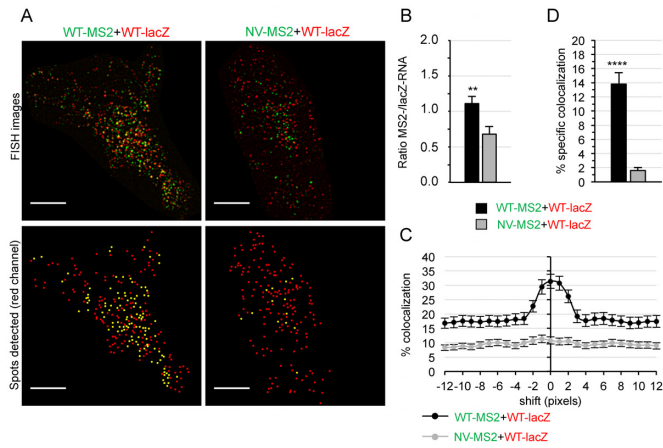 A
WT-MS2+WT-lacZ
NV-MS2+WT-lacZ
FISH images
Spots detected (red channel)
B
Ratio MS2-/lacZ-RNA
2.0
1.5
1.0
0.5
0.0
**
D
% specific colocalization
20
18
16
14
12
10
8
6
4
2
0
****
WT-MS2+WT-lacZ
NV-MS2+WT-lacZ
C
% colocalization
40
35
30
25
20
15
10
5
0
-12 -10 -8 -6 -4 -2 0 2 4 6 8 10 12
shift (pixels)
WT-MS2+WT-lacZ
NV-MS2+WT-lacZ